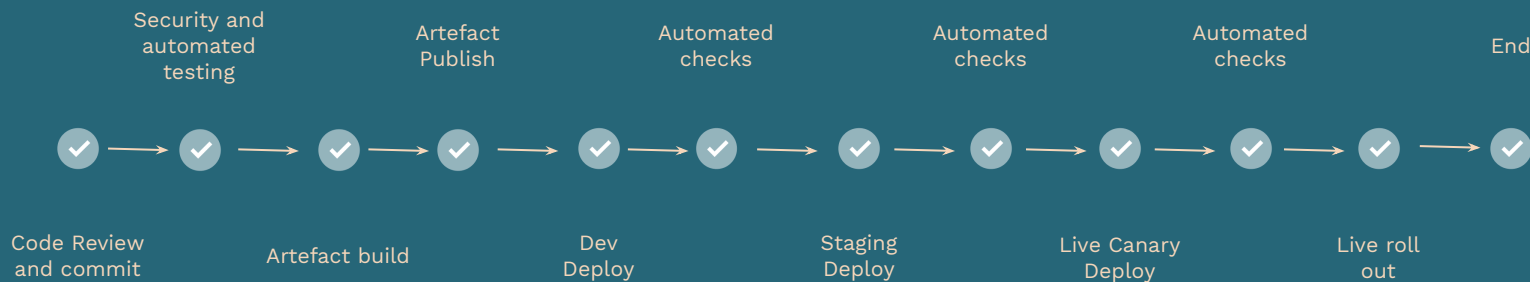 Security and
automated
testing
Artefact
Publish
Automated
checks
Automated
checks
Automated
checks
End
Code Review
and commit
Artefact build
Dev
Deploy
Staging
Deploy
Live Canary
Deploy
Live roll
out